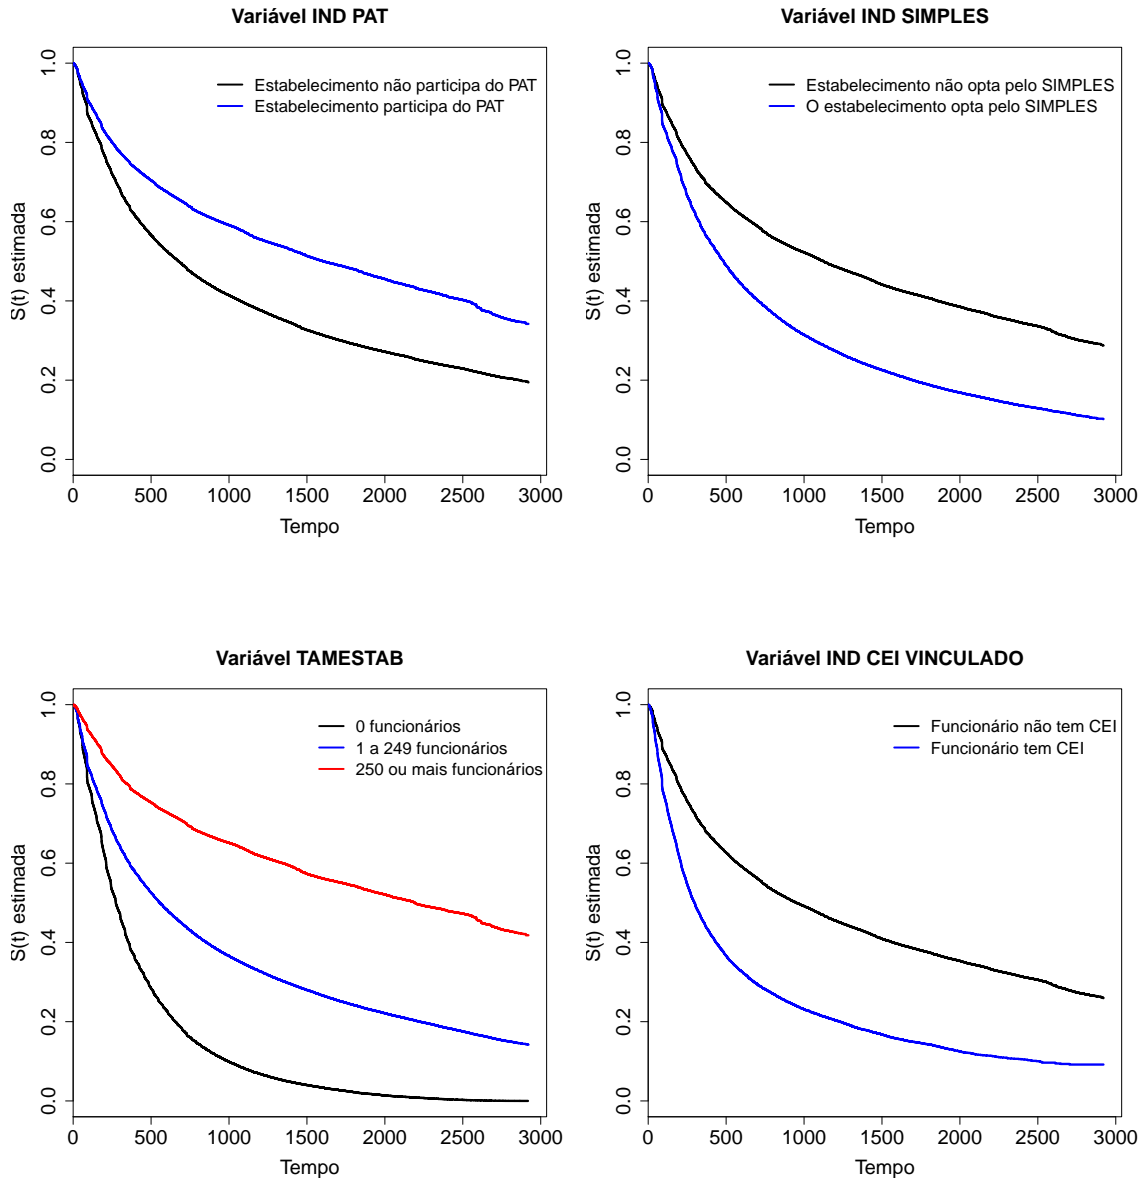 Variável IND PAT
S(t) estimada
1.0
0.8
0.6
0.4
0.2
0.0
Estabelecimento não participa do PAT
Estabelecimento participa do PAT
0 500 1000 1500 2000 2500 3000
Tempo
Variável IND SIMPLES
S(t) estimada
1.0
0.8
0.6
0.4
0.2
0.0
Estabelecimento não opta pelo SIMPLES
O estabelecimento opta pelo SIMPLES
0 500 1000 1500 2000 2500 3000
Tempo
Variável TAMESTAB
S(t) estimada
1.0
0.8
0.6
0.4
0.2
0.0
0 funcionários
1 a 249 funcionários
250 ou mais funcionários
0 500 1000 1500 2000 2500 3000
Tempo
Variável IND CEI VINCULADO
S(t) estimada
1.0
0.8
0.6
0.4
0.2
0.0
Funcionário não tem CEI
Funcionário tem CEI
0 500 1000 1500 2000 2500 3000
Tempo